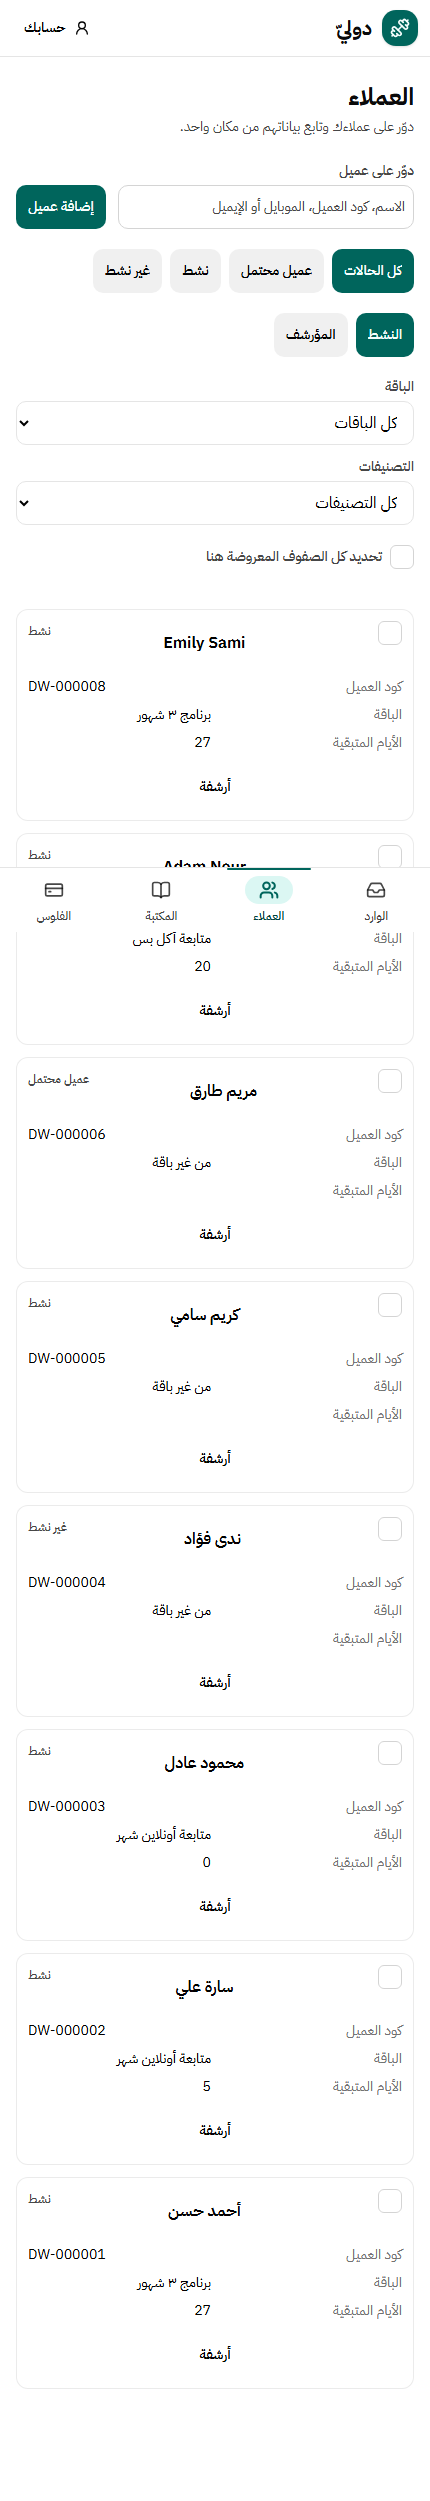 دوليّ
حسابك
العملاء
دوّر على عملاءك وتابع بياناتهم من مكان واحد.
دوّر على عميل
الاسم، كود العميل، الموبايل أو الإيميل
إضافة عميل
كل الحالات
عميل محتمل
نشط
غير نشط
النشط
المؤرشف
الباقة
كل الباقات
التصنيفات
كل التصنيفات
تحديد كل الصفوف المعروضة هنا
نشط
Emily Sami
كود العميل DW-000008
الباقة برنامج ٣ شهور
الأيام المتبقية 27
أرشفة
نشط
Adam Nour
الوارد
العملاء
المكتبة
الفلوس
الباقة متابعة أكل بس
الأيام المتبقية 20
أرشفة
عميل محتمل
مريم طارق
كود العميل DW-000006
الباقة من غير باقة
الأيام المتبقية
أرشفة
نشط
كريم سامي
كود العميل DW-000005
الباقة من غير باقة
الأيام المتبقية
أرشفة
غير نشط
ندى فؤاد
كود العميل DW-000004
الباقة من غير باقة
الأيام المتبقية
أرشفة
نشط
محمود عادل
كود العميل DW-000003
الباقة متابعة أونلاين شهر
الأيام المتبقية 0
أرشفة
نشط
سارة علي
كود العميل DW-000002
الباقة متابعة أونلاين شهر
الأيام المتبقية 5
أرشفة
نشط
أحمد حسن
كود العميل DW-000001
الباقة برنامج ٣ شهور
الأيام المتبقية 27
أرشفة